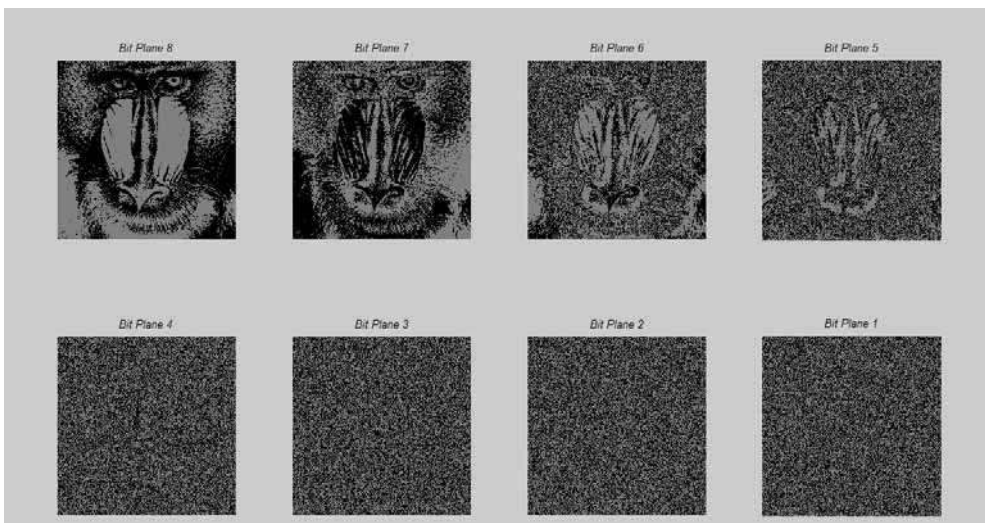 Bit Plane 8
Bit Plane 7
Bit Plane 6
Bit Plane 5
Bit Plane 4
Bit Plane 3
Bit Plane 2
Bit Plane 1